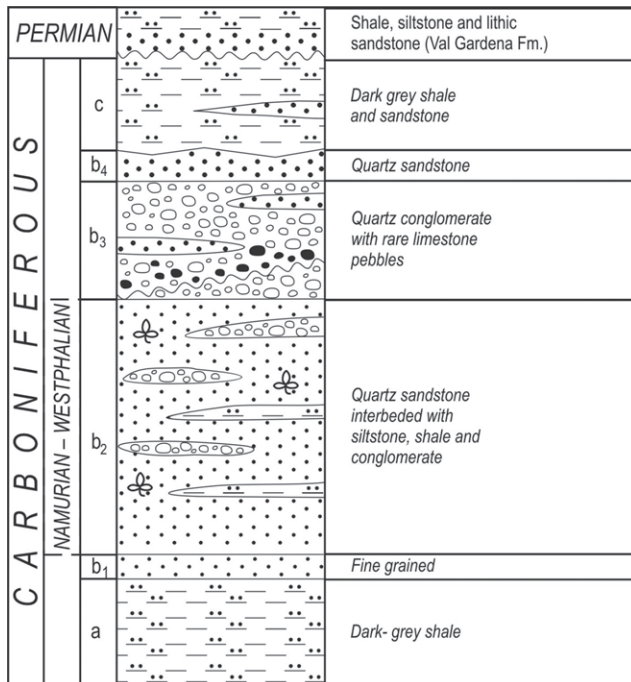 PERMIAN
Shale, siltstone and lithic
sandstone (Val Gardena Fm.)
CARBONIFEROUS
c
Dark grey shale
and sandstone
b4
Quartz sandstone
b3
Quartz conglomerate
with rare limestone
pebbles
NAMURIAN – WESTPHALIAN
b2
Quartz sandstone
interbeded with
siltstone, shale and
conglomerate
b1
Fine grained
a
Dark- grey shale